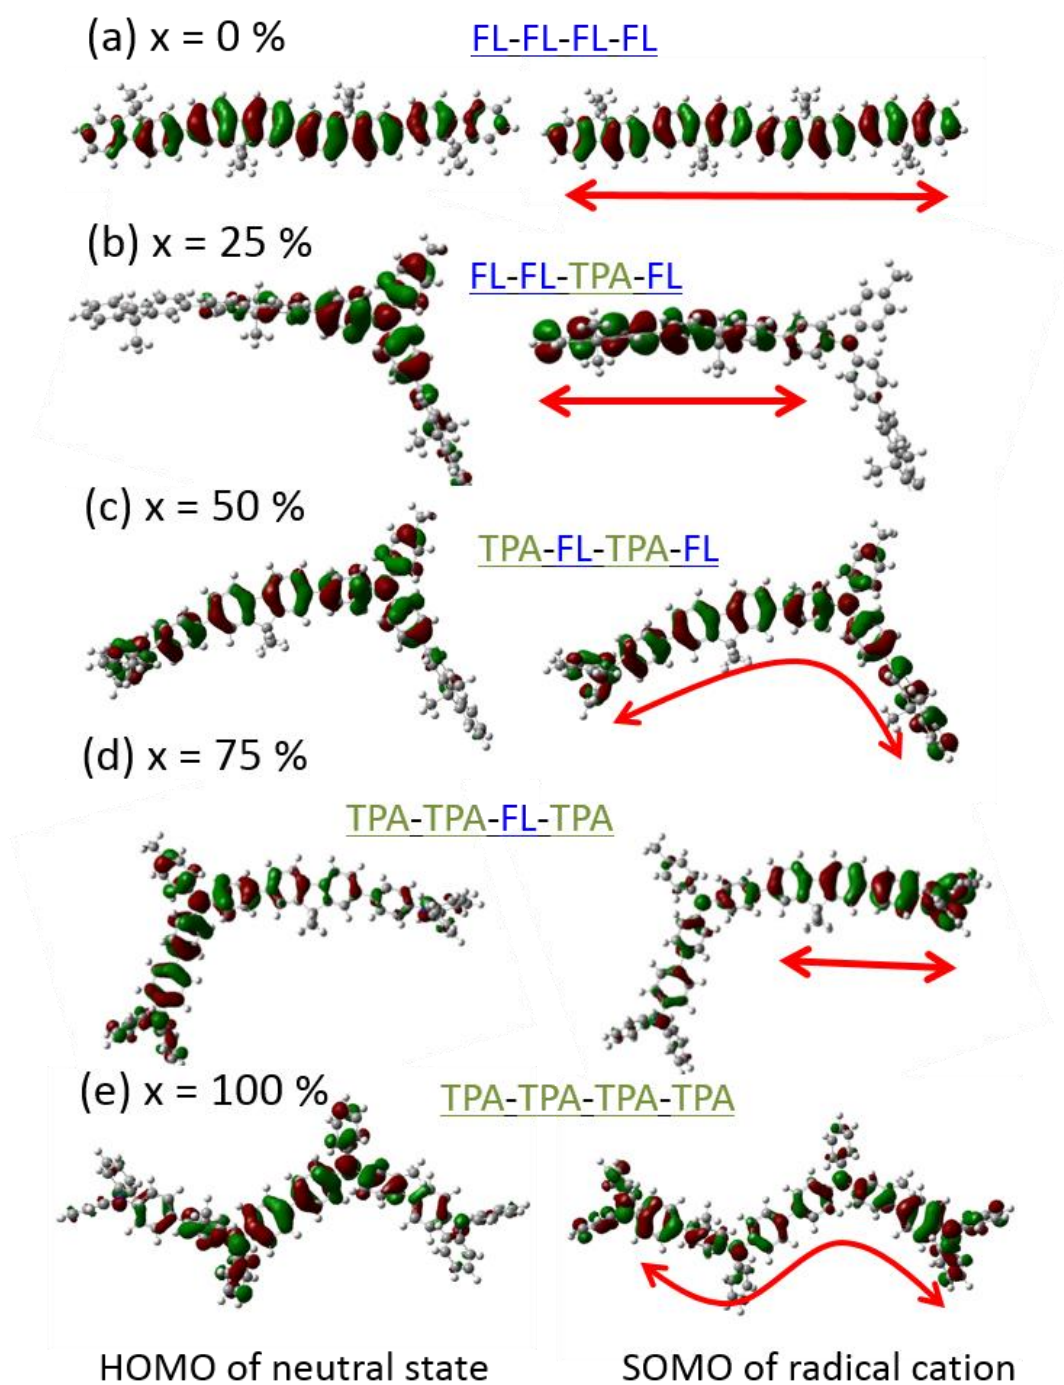 (a) x = 0 %
FL-FL-FL-FL
(b) x = 25 %
FL-FL-TPA-FL
(c) x = 50 %
TPA-FL-TPA-FL
(d) x = 75 %
TPA-TPA-FL-TPA
(e) x = 100 %
TPA-TPA-TPA-TPA
HOMO of neutral state
SOMO of radical cation